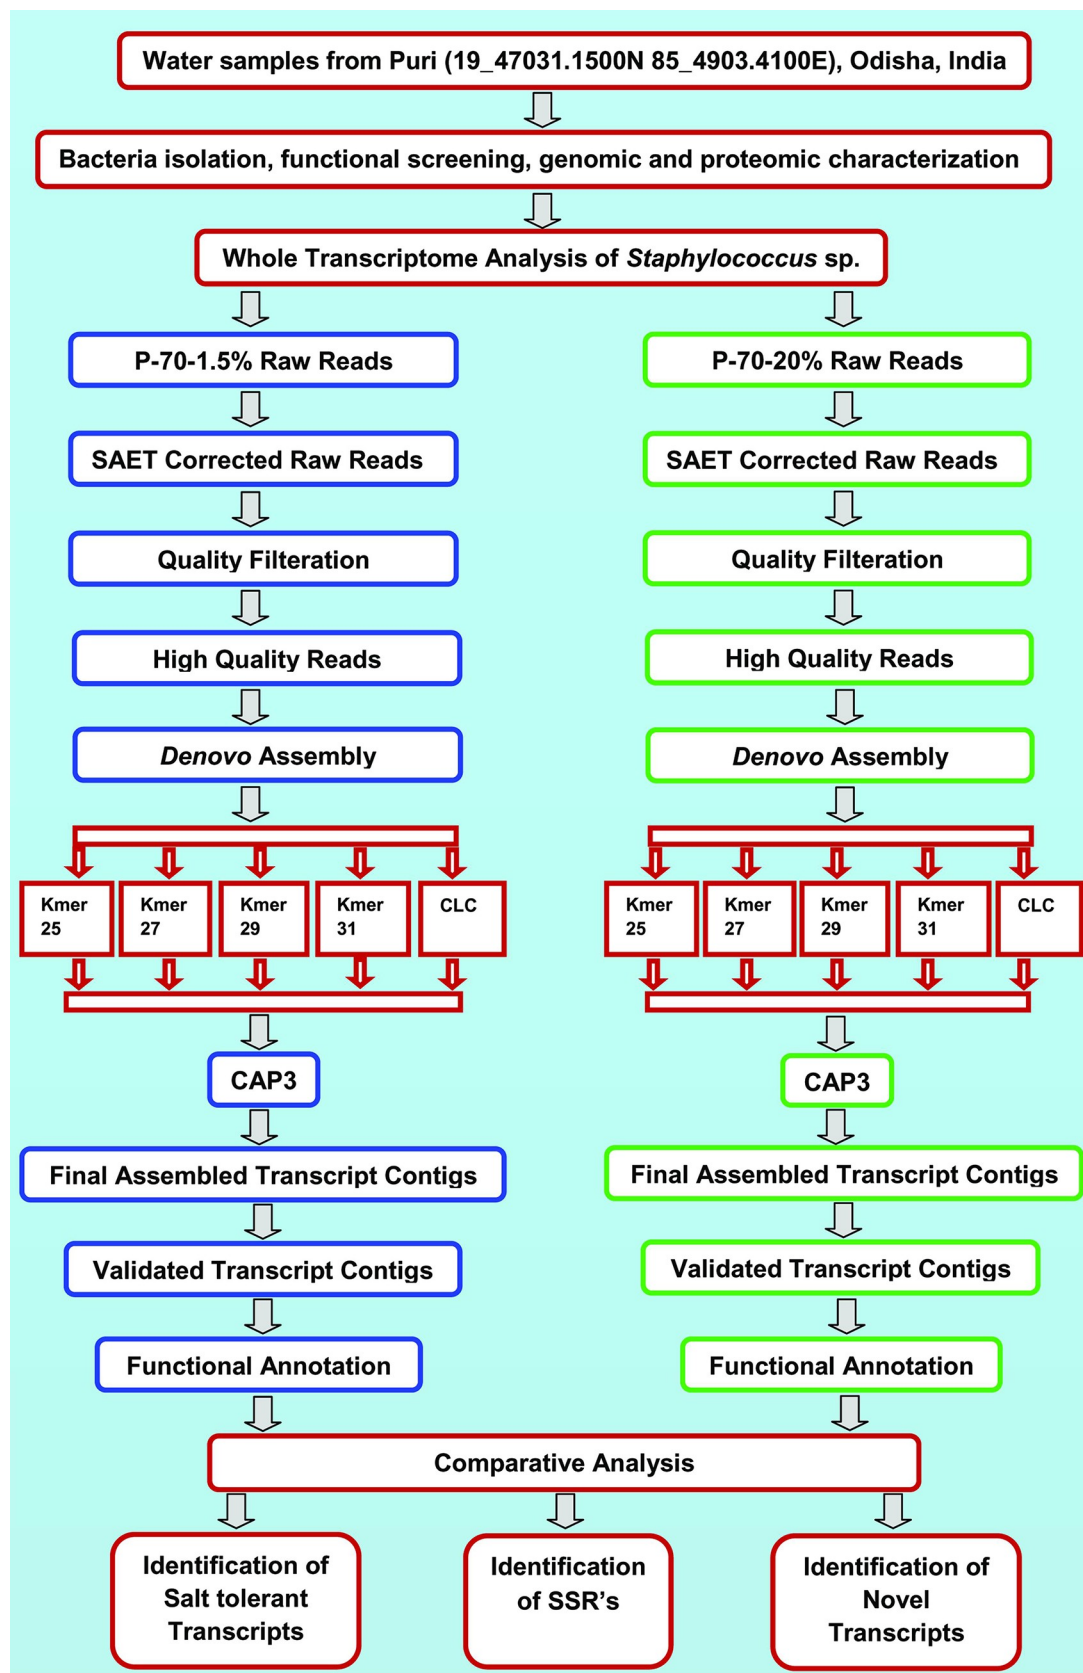 Water samples from Puri (19_47031.1500N 85_4903.4100E), Odisha, India
Bacteria isolation, functional screening, genomic and proteomic characterization
Whole Transcriptome Analysis of Staphylococcus sp.
P-70-1.5% Raw Reads
SAET Corrected Raw Reads
Quality Filteration
High Quality Reads
Denovo Assembly
Kmer
25
Kmer
27
Kmer
29
Kmer
31
CLC
CAP3
Final Assembled Transcript Contigs
Validated Transcript Contigs
Functional Annotation
P-70-20% Raw Reads
SAET Corrected Raw Reads
Quality Filteration
High Quality Reads
Denovo Assembly
Kmer
25
Kmer
27
Kmer
29
Kmer
31
CLC
CAP3
Final Assembled Transcript Contigs
Validated Transcript Contigs
Functional Annotation
Comparative Analysis
Identification of
Salt tolerant
Transcripts
Identification
of SSR’s
Identification of
Novel
Transcripts